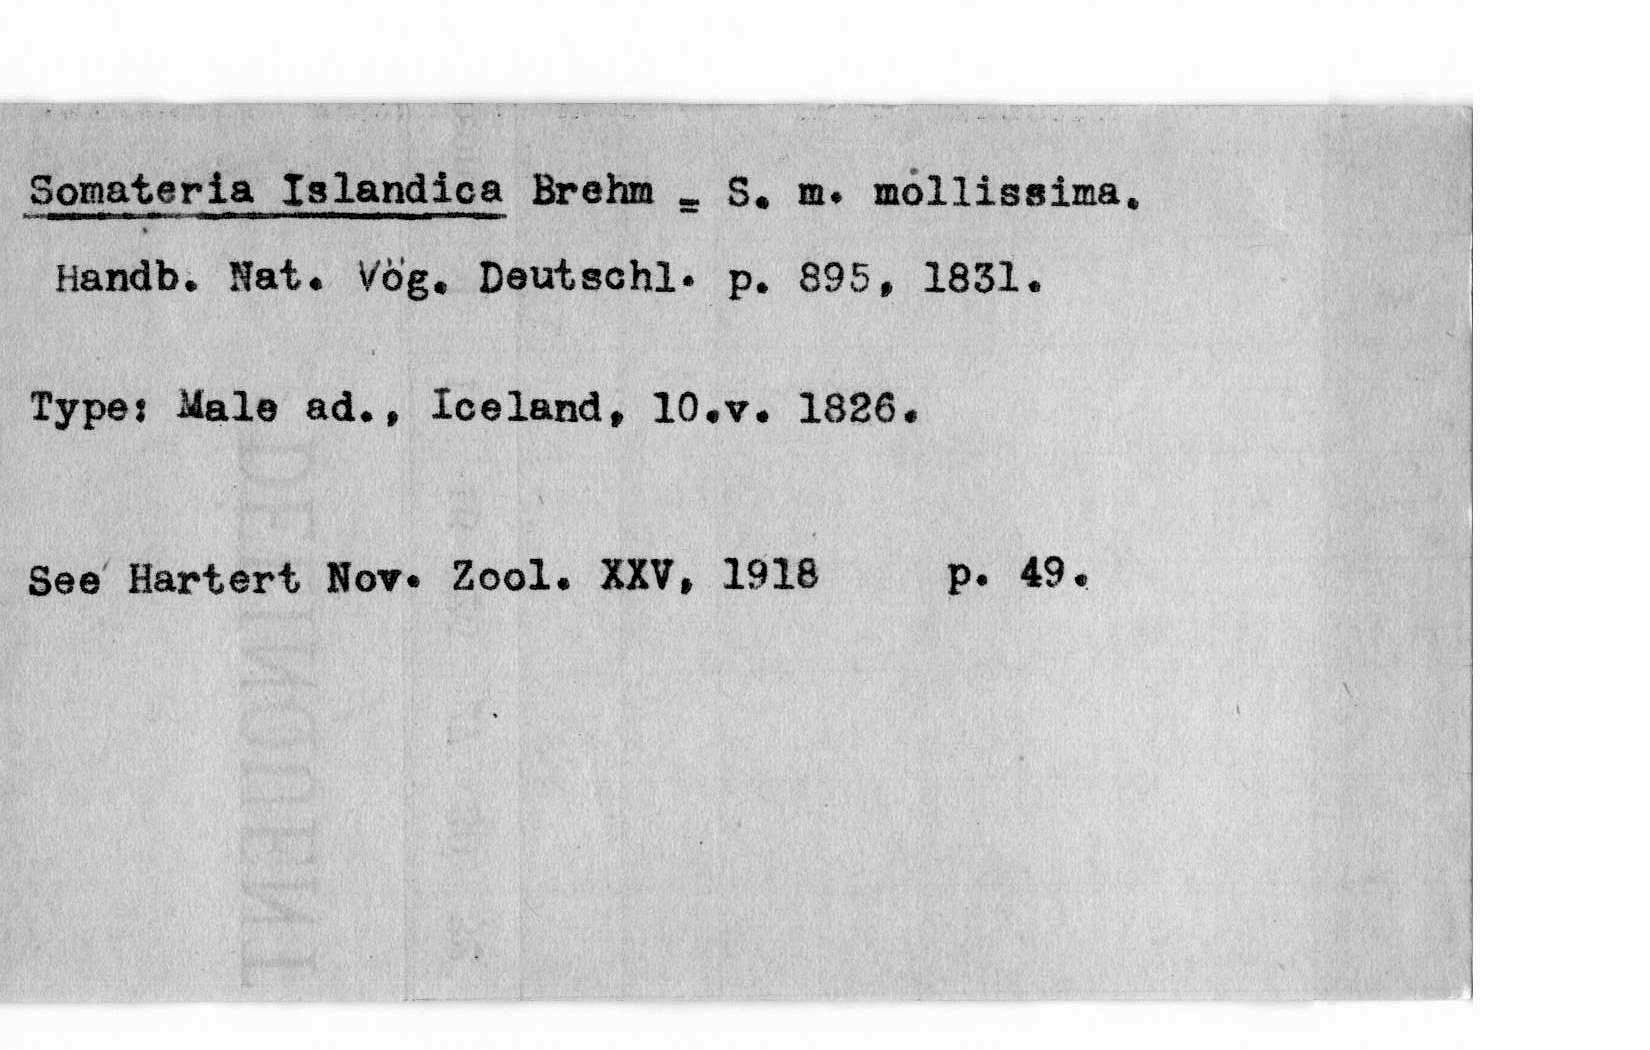 Somateria Islandica Brehm = S. m. mollissima.
Handb. Nat. Vög. Deutschl. p. 895, 1831.
Type: Male ad., Iceland, 10.v. 1826.
See Hartert Nov. Zool. XXV, 1918 p. 49.